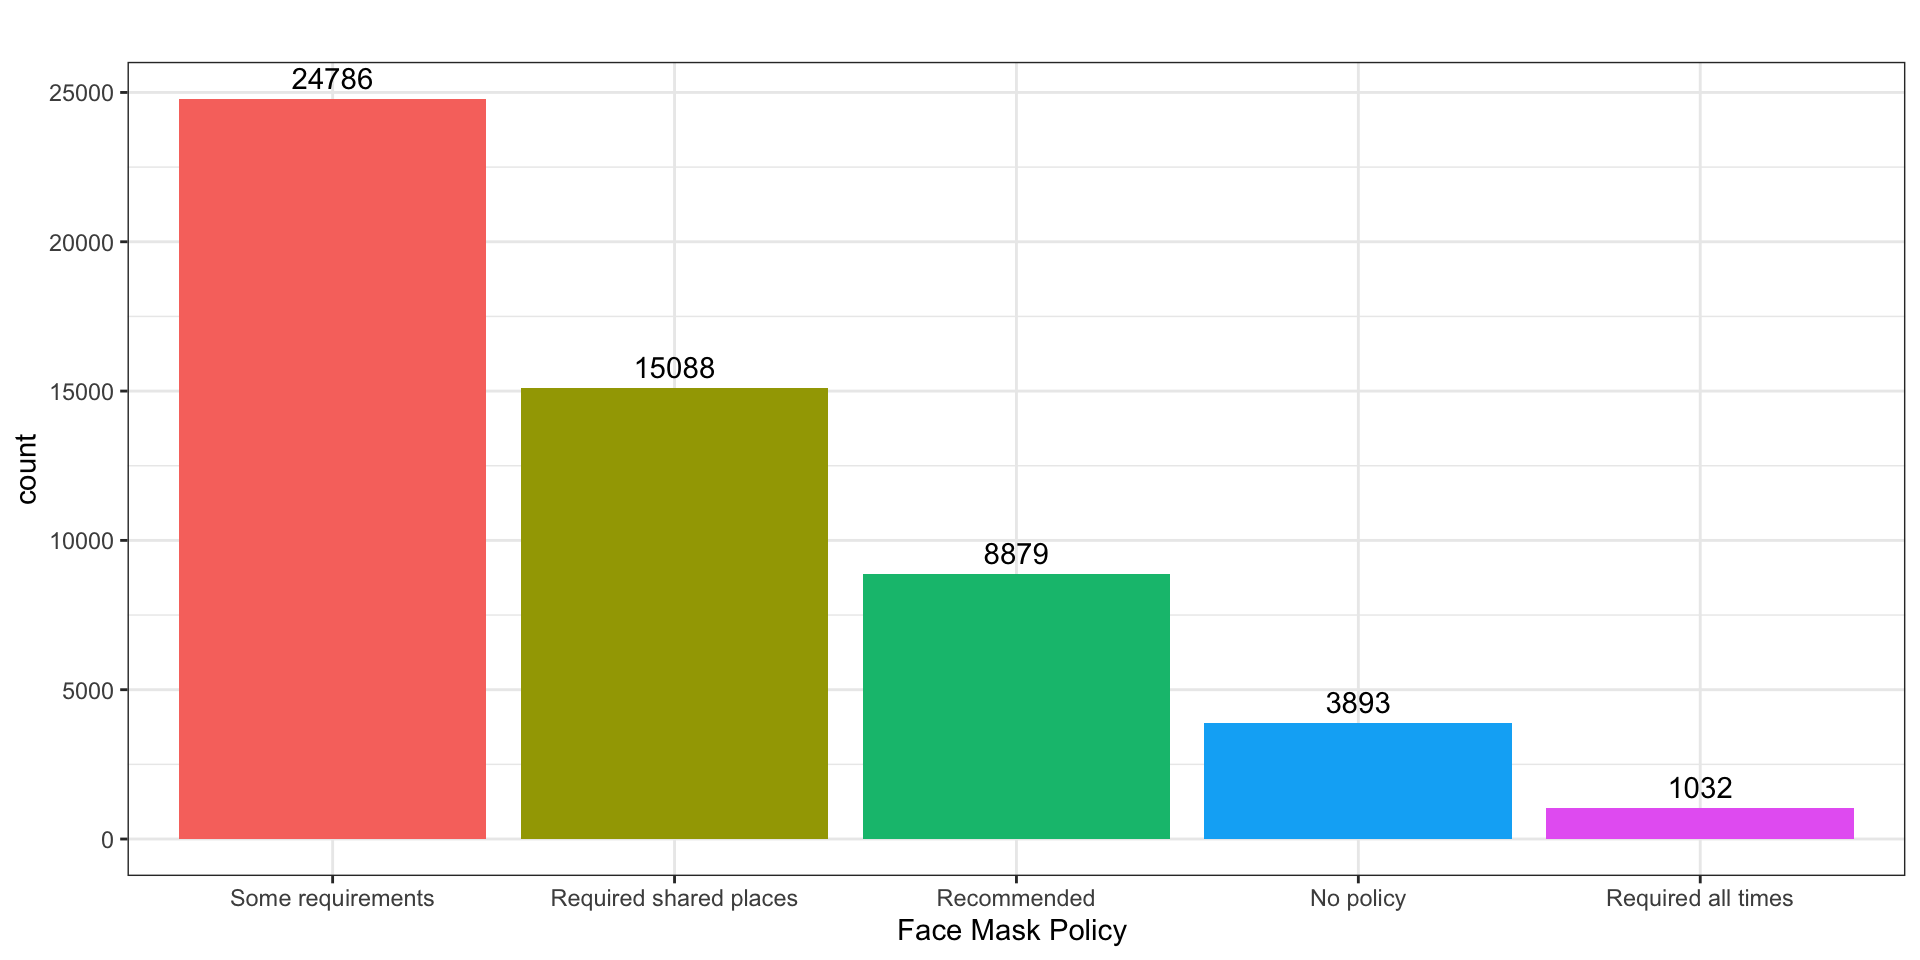 24786
25000
20000
15088
15000
count
10000
8879
5000
3893
1032
0
Some requirements
Required shared places
Recommended
No policy
Required all times
Face Mask Policy